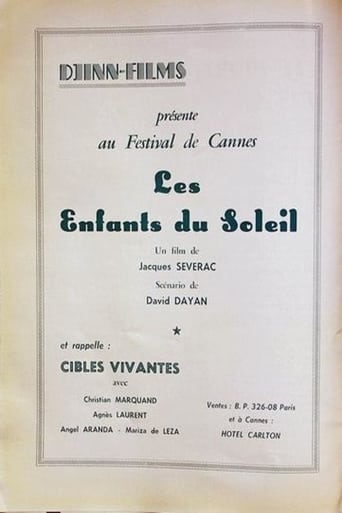 DJINN-FILMS
présente
au Festival de Cannes
Les
Enfants du Soleil
Un film de
Jacques SEVERAC
Scénario de
David DAYAN
★
et rappelle :
CIBLES VIVANTES
avec
Christian MARQUAND
Agnès LAURENT
Angel ARANDA - Mariza de LEZA
Ventes : B. P. 326-08 Paris
et à Cannes :
HOTEL CARLTON